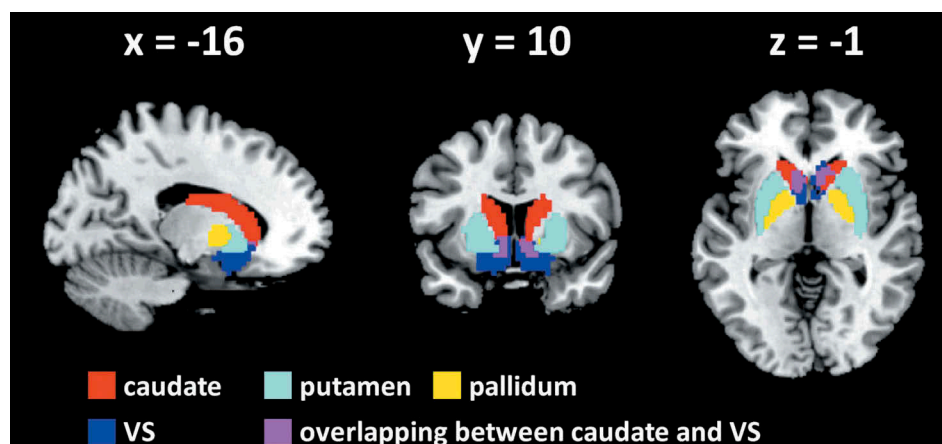 x = -16 y = 10 z = -1
caudate putamen pallidum
VS overlapping between caudate and VS